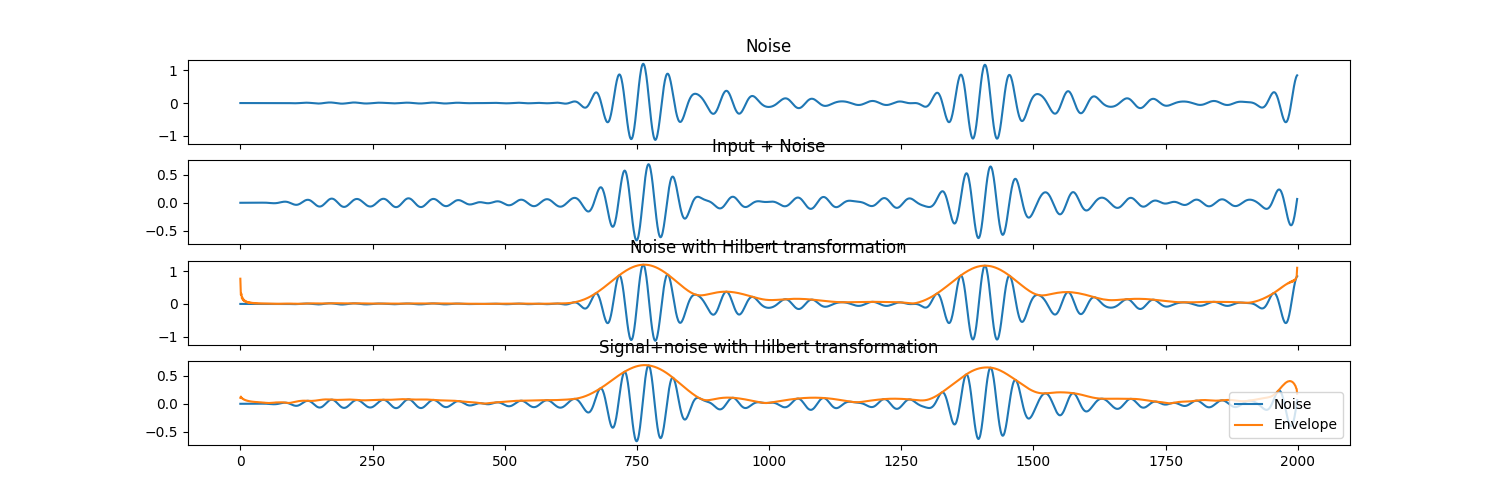 Noise
1
0
−1
Input + Noise
0.5
0.0
−0.5
Noise with Hilbert transformation
1
0
−1
Signal+noise with Hilbert transformation
0.5
0.0
−0.5
Noise
Envelope
0 250 500 750 1000 1250 1500 1750 2000